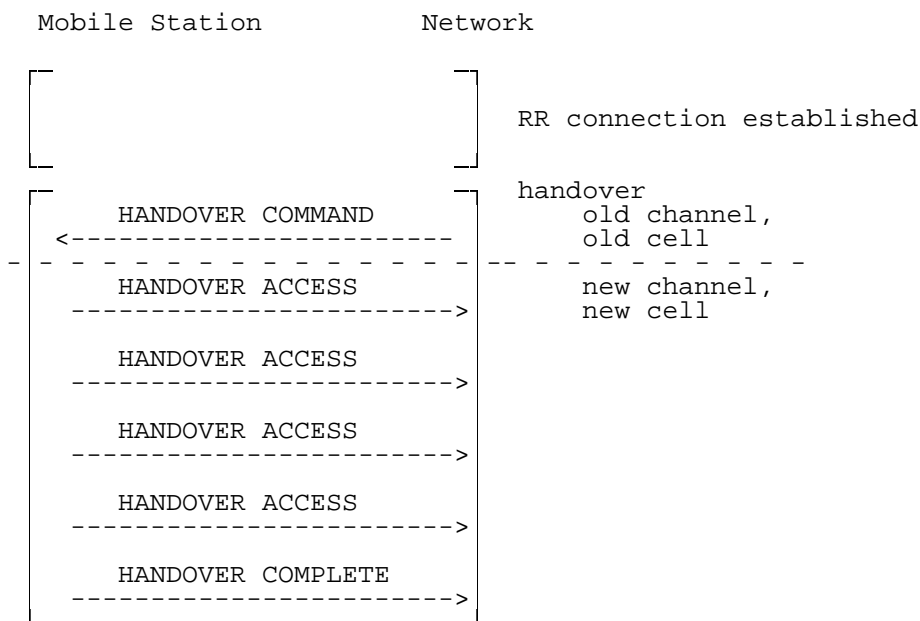 Mobile Station Network
RR connection established
handover
HANDOVER COMMAND old channel,
<------------------------ old cell
- - - - - - - - - - - - - - - -- - - - - - - - - -
HANDOVER ACCESS new channel,
------------------------> new cell
HANDOVER ACCESS
------------------------>
HANDOVER ACCESS
------------------------>
HANDOVER ACCESS
------------------------>
HANDOVER COMPLETE
------------------------>